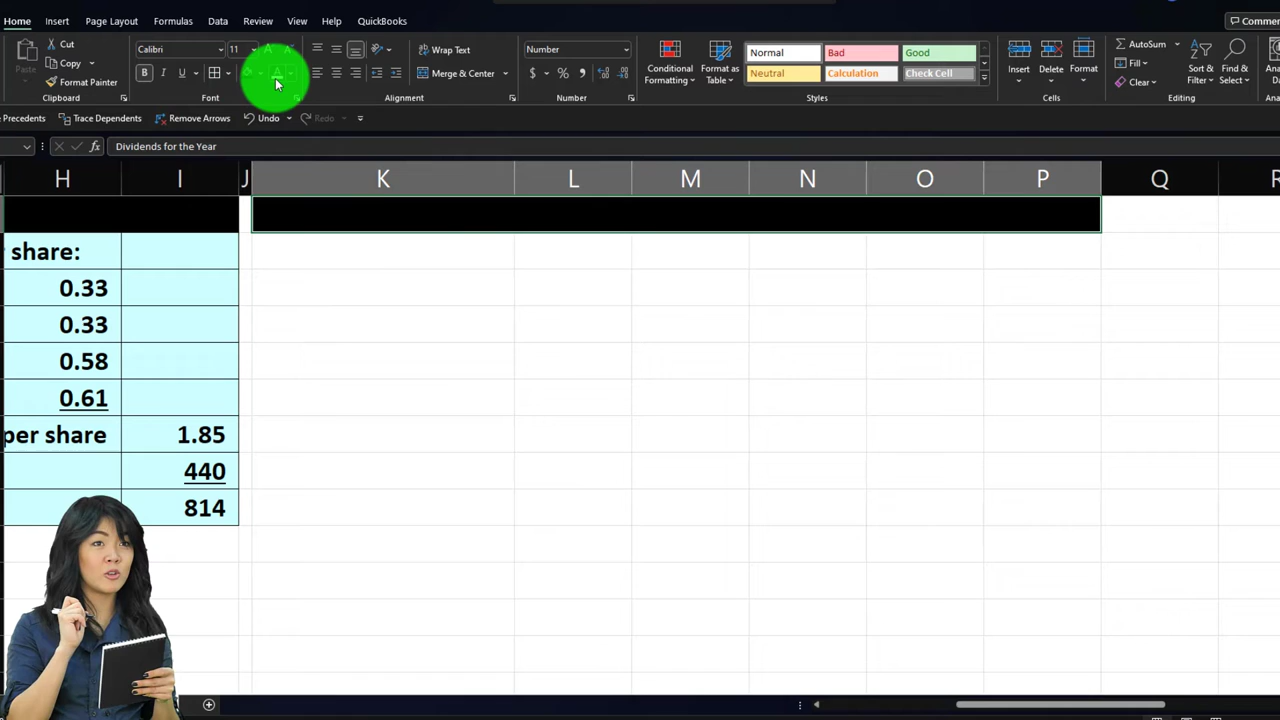 Home Insert Page Layout Formulas Data Review View Help QuickBooks
Cut Calibri 11 Wrap Text Number Normal Bad Good AutoSum
Paste Copy Conditional Formatting Format as Table Insert Delete Format Fill Sort & Filter Find & Select
Format Painter B I U Merge & Center $ % Neutral Calculation Check Cell Clear
Clipboard Font Alignment Number Styles Cells Editing
Precedents Trace Dependents Remove Arrows Undo Redo
fx Dividends for the Year
H I J K L M N O P Q R
share:
0.33
0.33
0.58
0.61
per share 1.85
440
814